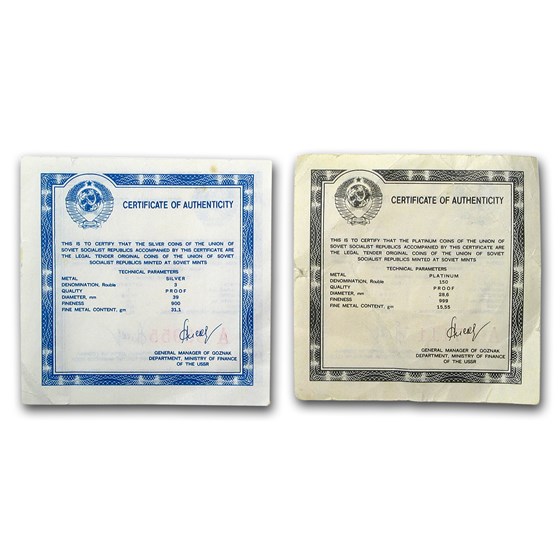 CERTIFICATE OF AUTHENTICITY
THIS IS TO CERTIFY THAT THE SILVER COINS OF THE UNION OF
SOVIET SOCIALIST REPUBLICS ACCOMPANIED BY THIS CERTIFICATE
ARE THE LEGAL TENDER ORIGINAL COINS OF THE UNION OF SOVIET
SOCIALIST REPUBLICS MINTED AT SOVIET MINTS
TECHNICAL PARAMETERS
METAL SILVER
DENOMINATION, Rouble 3
QUALITY PROOF
DIAMETER, mm 39
FINENESS 900
FINE METAL CONTENT, gm 31,1
GENERAL MANAGER OF GOZNAK
DEPARTMENT, MINISTRY OF FINANCE
OF THE USSR
CERTIFICATE OF AUTHENTICITY
THIS IS TO CERTIFY THAT THE PLATINUM COINS OF THE UNION OF
SOVIET SOCIALIST REPUBLICS ACCOMPANIED BY THIS CERTIFICATE
ARE THE LEGAL TENDER ORIGINAL COINS OF THE UNION OF SOVIET
SOCIALIST REPUBLICS MINTED AT SOVIET MINTS
TECHNICAL PARAMETERS
METAL PLATINUM
DENOMINATION, Rouble 150
QUALITY PROOF
DIAMETER, mm 28.6
FINENESS 999
FINE METAL CONTENT, gm 15,55
GENERAL MANAGER OF GOZNAK
DEPARTMENT, MINISTRY OF FINANCE
OF THE USSR